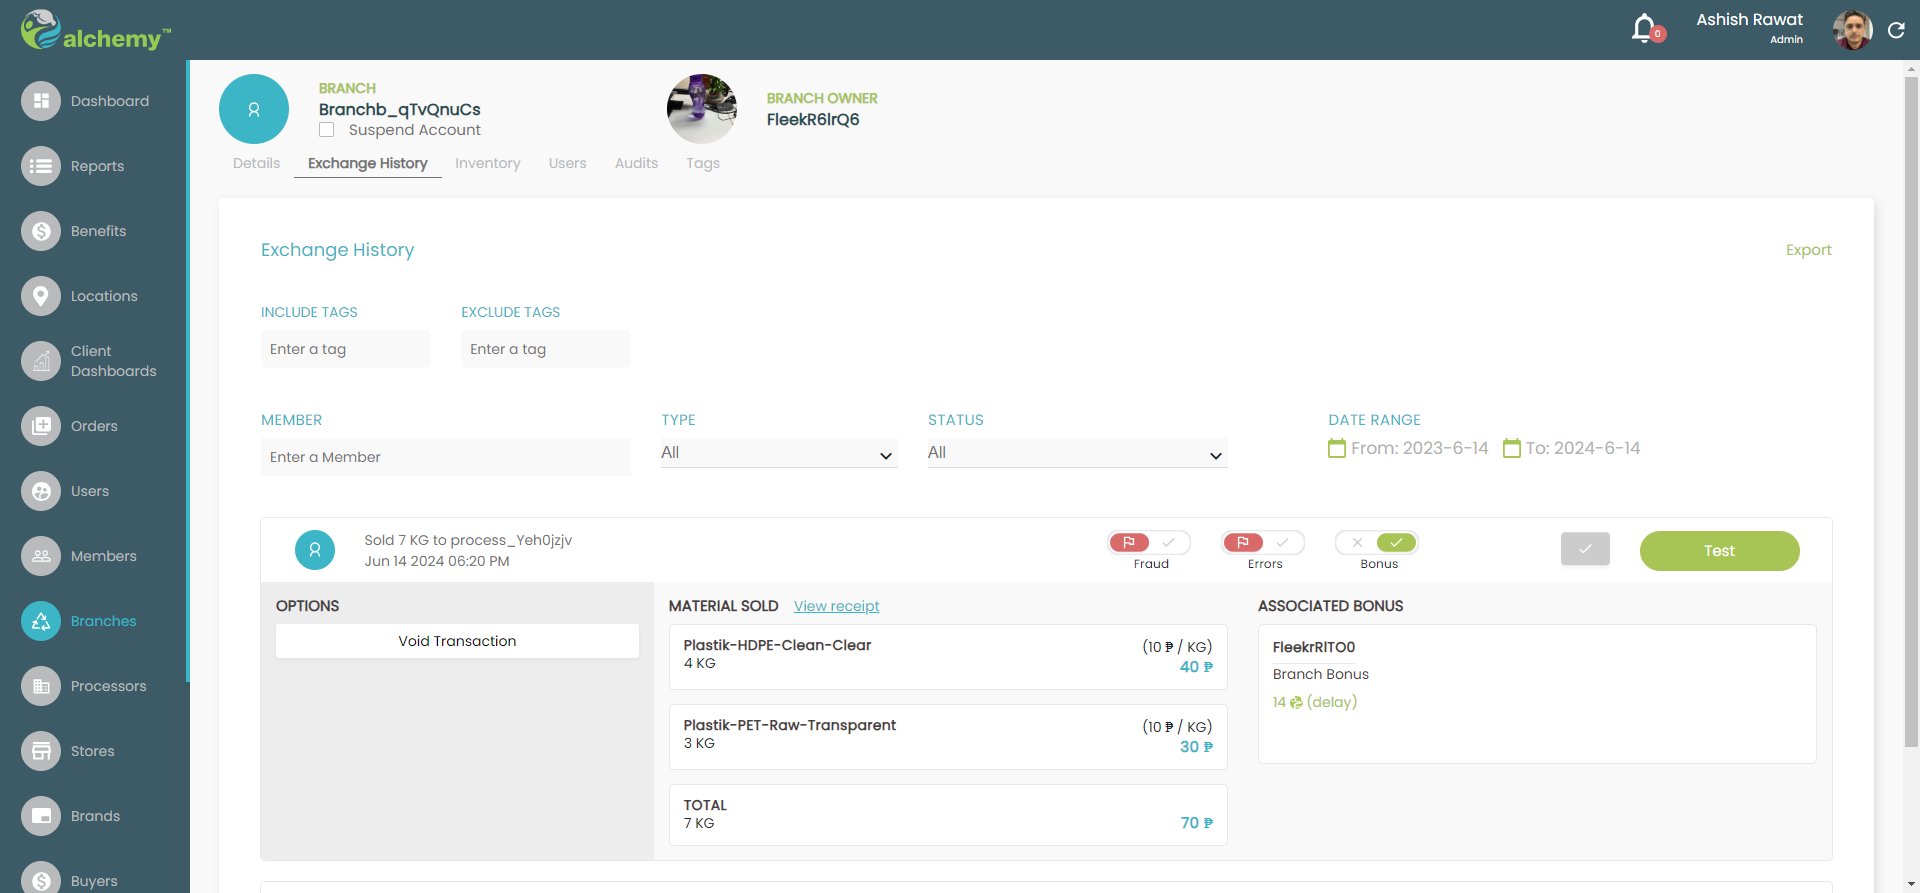 alchemy™
0
Ashish Rawat
Admin
Dashboard
Reports
Benefits
Locations
Client
Dashboards
Orders
Users
Members
Branches
Processors
Stores
Brands
Buyers
BRANCH
Branchb_qTvQnuCs
Suspend Account
BRANCH OWNER
FleekR6lrQ6
Details
Exchange History
Inventory
Users
Audits
Tags
Exchange History
Export
INCLUDE TAGS
EXCLUDE TAGS
Enter a tag
Enter a tag
MEMBER
TYPE
STATUS
DATE RANGE
Enter a Member
All
All
From: 2023-6-14
To: 2024-6-14
Sold 7 KG to process_Yeh0jzjv
Jun 14 2024 06:20 PM
Fraud
Errors
Bonus
Test
OPTIONS
Void Transaction
MATERIAL SOLD
View receipt
Plastik-HDPE-Clean-Clear
(10 ₱ / KG)
4 KG
40 ₱
Plastik-PET-Raw-Transparent
(10 ₱ / KG)
3 KG
30 ₱
TOTAL
7 KG
70 ₱
ASSOCIATED BONUS
FleekrRlTO0
Branch Bonus
14 (delay)